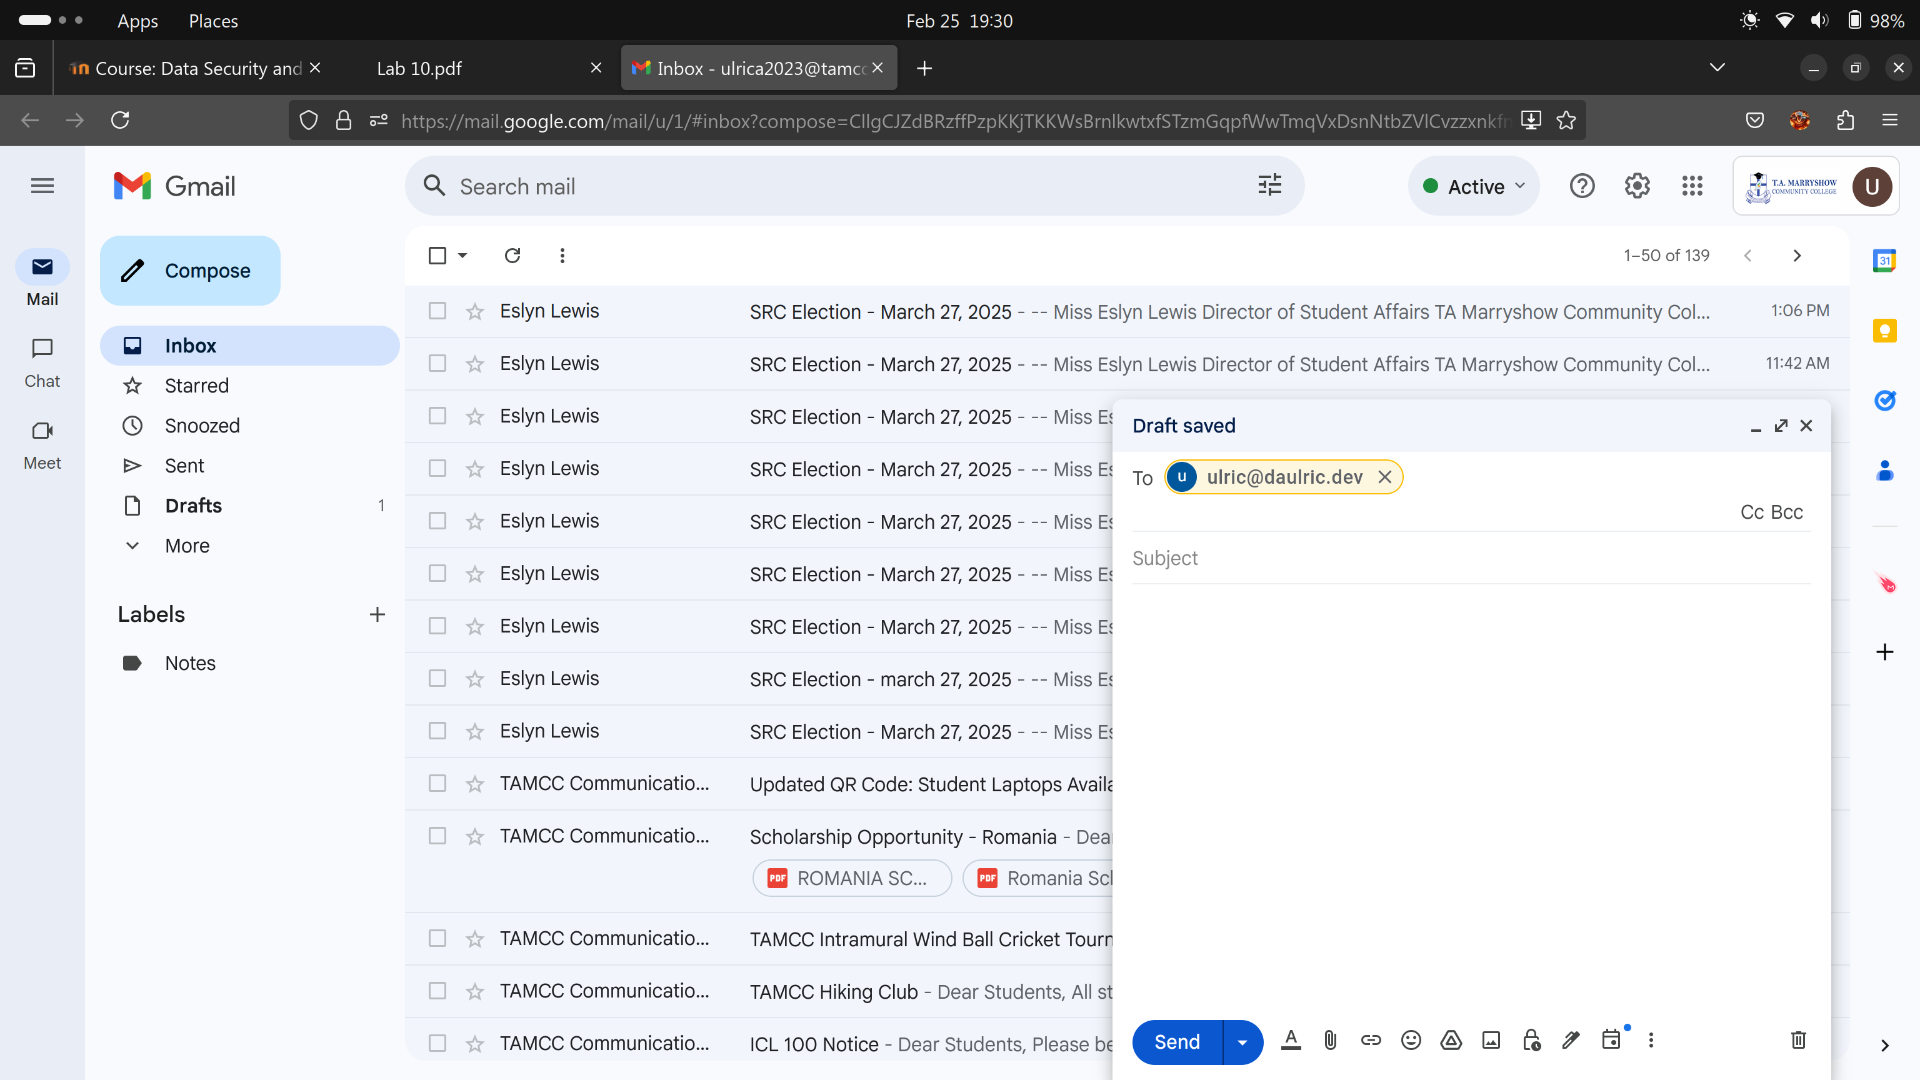 Apps Places Feb 25 19:30 98%
Course: Data Security and Lab 10.pdf Inbox - ulrica2023@tamcc
https://mail.google.com/mail/u/1/#inbox?compose=
Gmail Search mail Active T.A. MARRYSHOW COMMUNITY COLLEGE U
Compose 1–50 of 139
31
Mail
Chat
Meet
Inbox
Starred
Snoozed
Sent
Drafts 1
More
Labels
Notes
Eslyn Lewis SRC Election - March 27, 2025 - -- Miss Eslyn Lewis Director of Student Affairs TA Marryshow Community Col... 1:06 PM
Eslyn Lewis SRC Election - March 27, 2025 - -- Miss Eslyn Lewis Director of Student Affairs TA Marryshow Community Col... 11:42 AM
Eslyn Lewis SRC Election - March 27, 2025 - -- Miss Es
Eslyn Lewis SRC Election - March 27, 2025 - -- Miss Es
Eslyn Lewis SRC Election - March 27, 2025 - -- Miss Es
Eslyn Lewis SRC Election - March 27, 2025 - -- Miss Es
Eslyn Lewis SRC Election - March 27, 2025 - -- Miss Es
Eslyn Lewis SRC Election - march 27, 2025 - -- Miss Es
Eslyn Lewis SRC Election - March 27, 2025 - -- Miss Es
TAMCC Communicatio... Updated QR Code: Student Laptops Availa
TAMCC Communicatio... Scholarship Opportunity - Romania - Dea
PDF ROMANIA SC... PDF Romania Sch
TAMCC Communicatio... TAMCC Intramural Wind Ball Cricket Tourn
TAMCC Communicatio... TAMCC Hiking Club - Dear Students, All st
TAMCC Communicatio... ICL 100 Notice - Dear Students, Please be
Draft saved
To u ulric@daulric.dev
Cc Bcc
Subject
Send